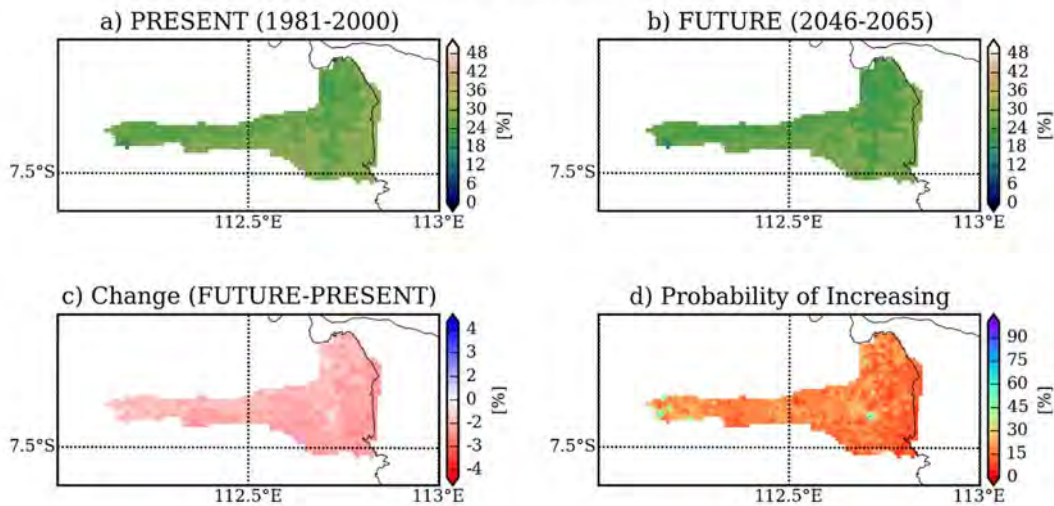 a) PRESENT (1981-2000)
48
42
36
30
24
18
12
6
0
[%]
7.5°S
112.5°E
113°E
b) FUTURE (2046-2065)
48
42
36
30
24
18
12
6
0
[%]
7.5°S
112.5°E
113°E
c) Change (FUTURE-PRESENT)
4
3
2
0
-2
-3
-4
[%]
7.5°S
112.5°E
113°E
d) Probability of Increasing
90
75
60
45
30
15
0
[%]
7.5°S
112.5°E
113°E